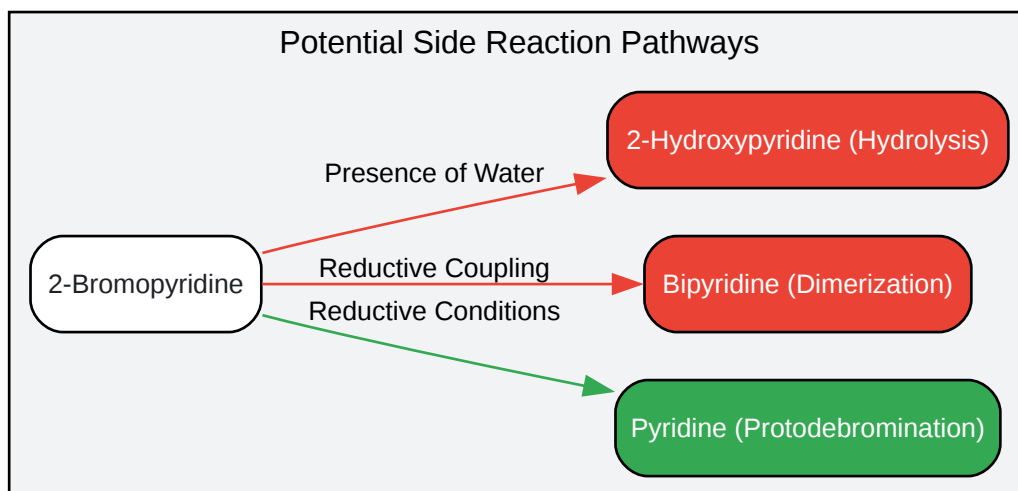 Potential Side Reaction Pathways
2-Hydroxypyridine (Hydrolysis)
Presence of Water
2-Bromopyridine
Reductive Coupling
Bipyridine (Dimerization)
Reductive Conditions
Pyridine (Protodebromination)